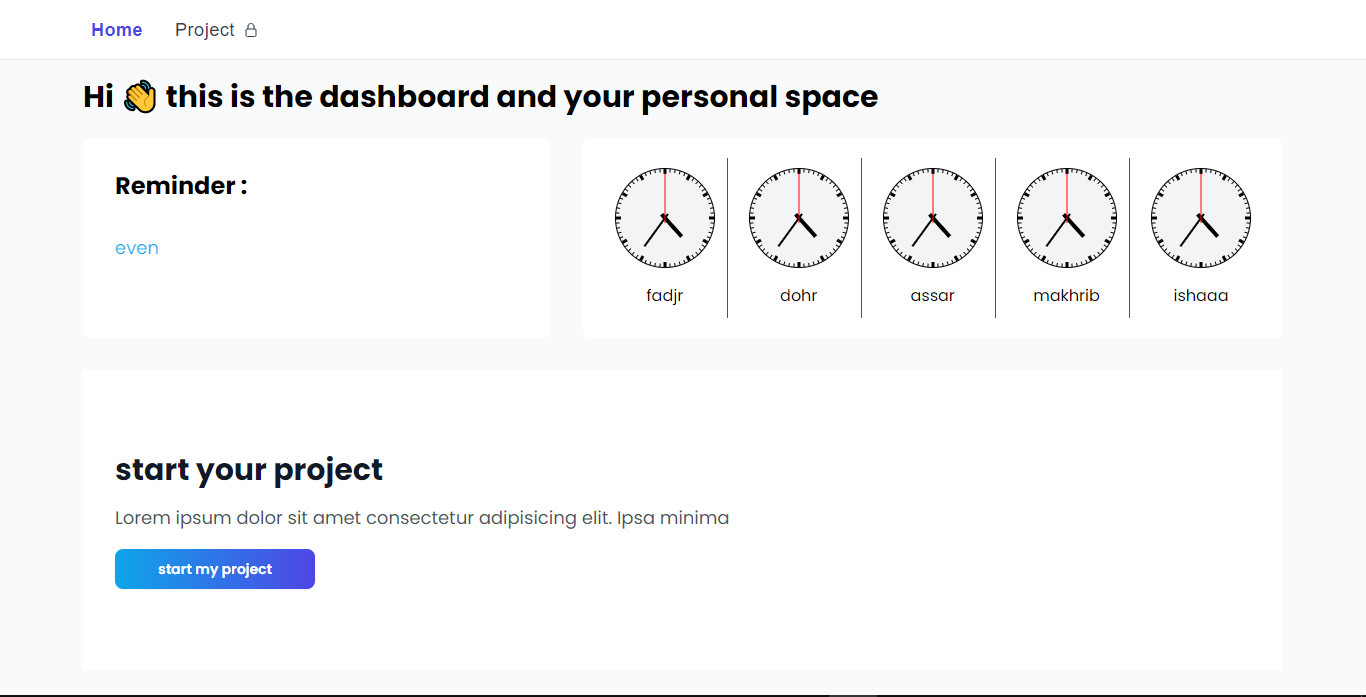 Home Project
Hi 👋 this is the dashboard and your personal space
Reminder :
even
fadjr dohr assar makhrib ishaaa
start your project
Lorem ipsum dolor sit amet consectetur adipisicing elit. Ipsa minima
start my project